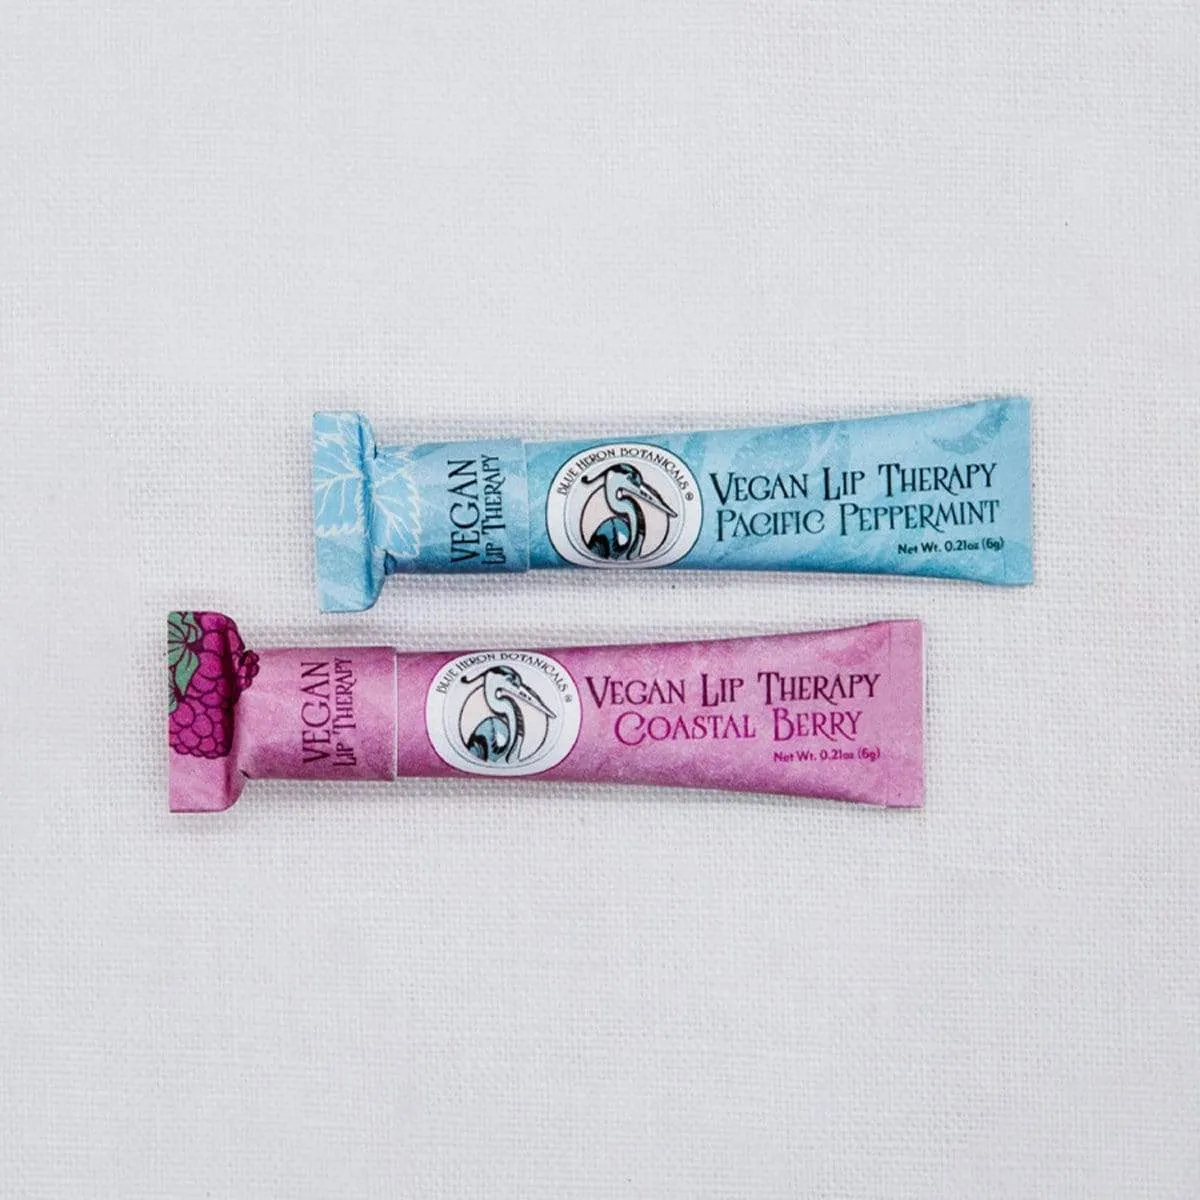 VEGAN
LIP THERAPY
BLUE HERON BOTANICALS ®
VEGAN LIP THERAPY
PACIFIC PEPPERMINT
Net Wt. 0.21oz (6g)
VEGAN
LIP THERAPY
BLUE HERON BOTANICALS ®
VEGAN LIP THERAPY
COASTAL BERRY
Net Wt. 0.21oz (6g)